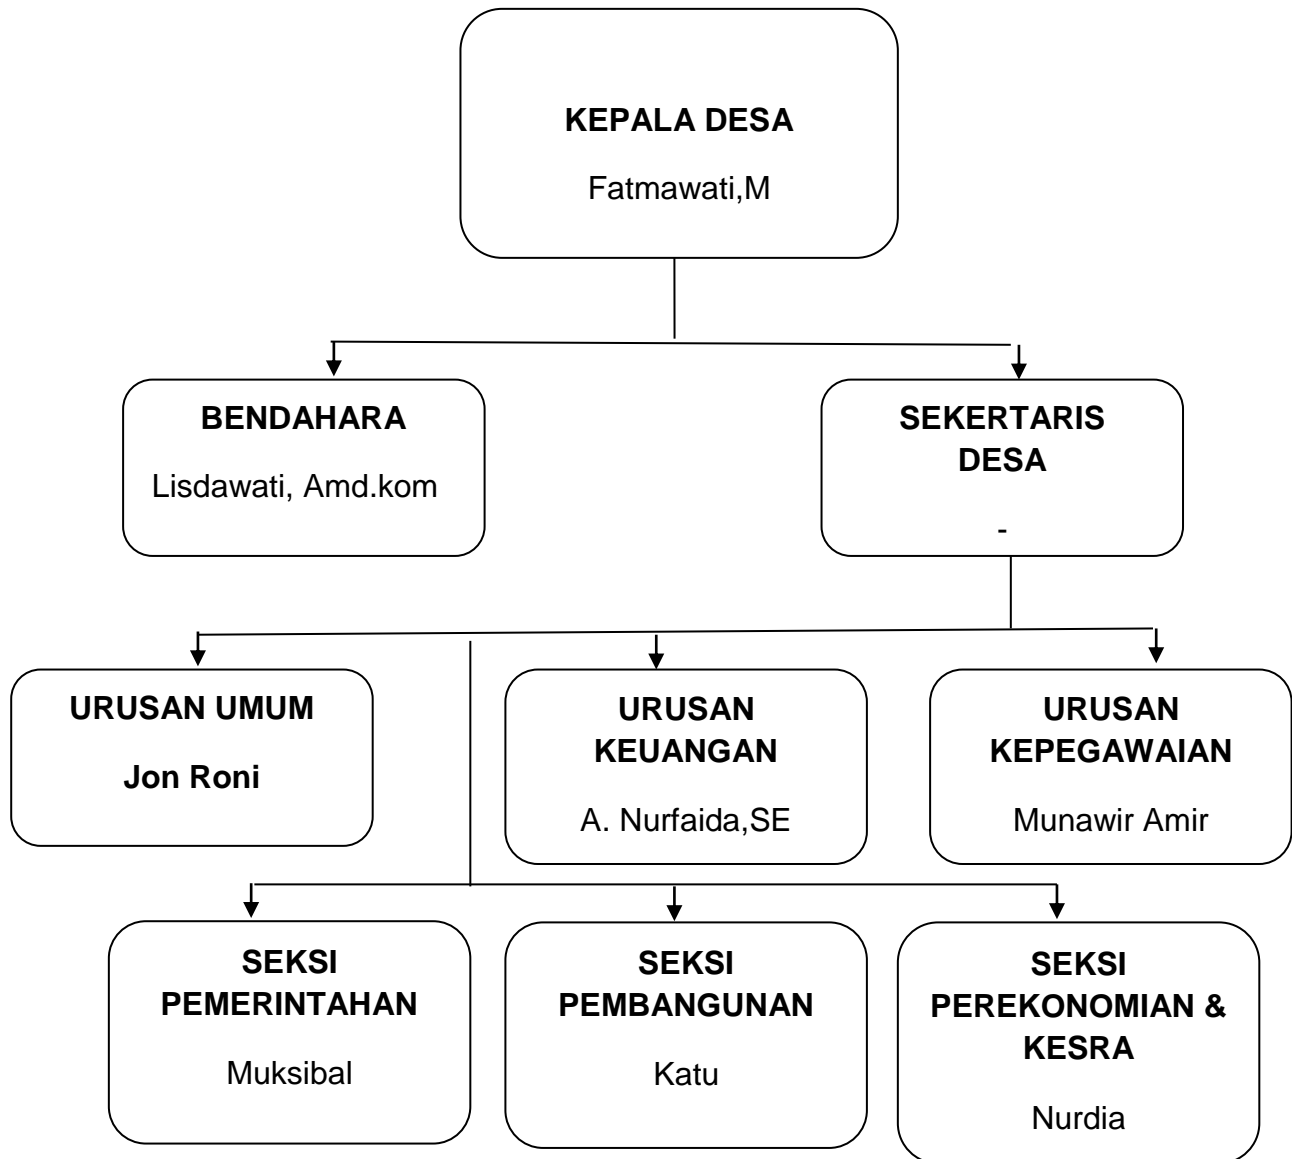 KEPALA DESA
Fatmawati,M
BENDAHARA
Lisdawati, Amd.kom
SEKERTARIS
DESA
-
URUSAN UMUM
Jon Roni
URUSAN
KEUANGAN
A. Nurfaida,SE
URUSAN
KEPEGAWAIAN
Munawir Amir
SEKSI
PEMERINTAHAN
Muksibal
SEKSI
PEMBANGUNAN
Katu
SEKSI
PEREKONOMIAN &
KESRA
Nurdia